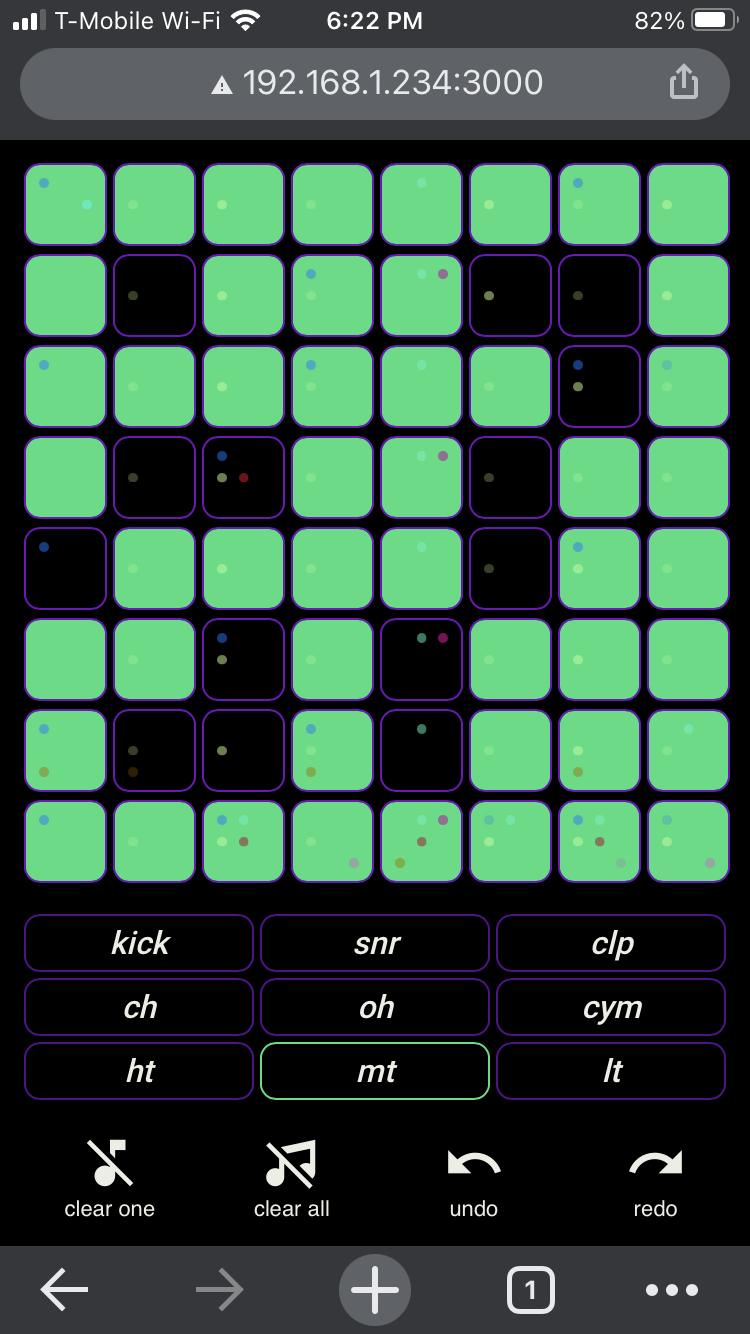 T-Mobile Wi-Fi 6:22 PM 82%
192.168.1.234:3000
kick snr clp
ch oh cym
ht mt lt
clear one clear all undo redo
1